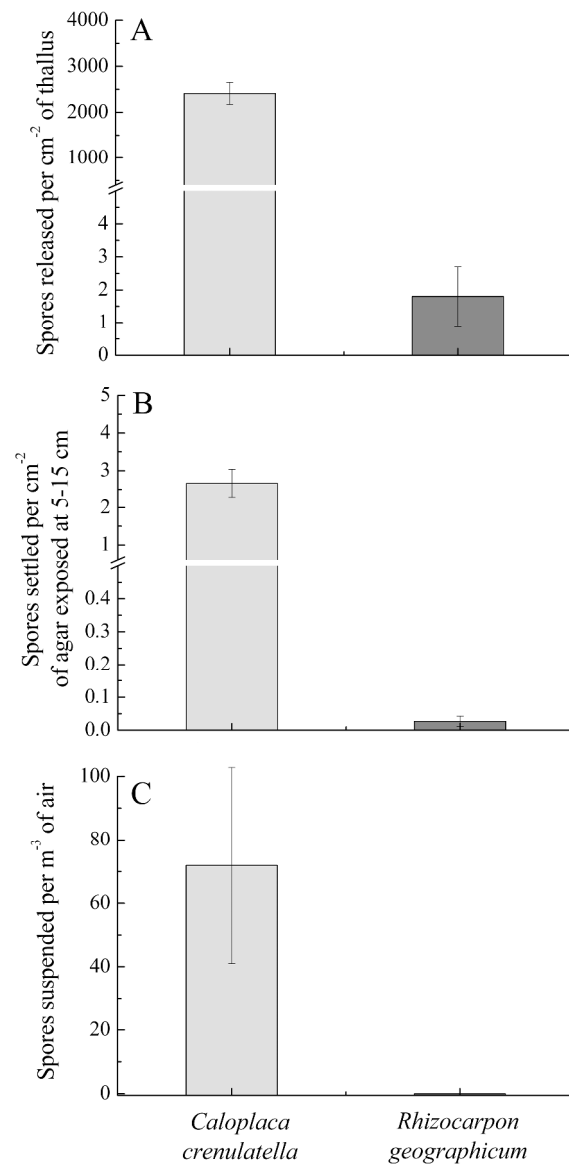 A
Spores released per cm⁻² of thallus
4000
3000
2000
1000
4
3
2
1
0
B
Spores settled per cm⁻²
of agar exposed at 5-15 cm
5
4
3
2
1
0.4
0.3
0.2
0.1
0.0
C
Spores suspended per m⁻³ of air
100
80
60
40
20
0
Caloplaca
crenulatella
Rhizocarpon
geographicum